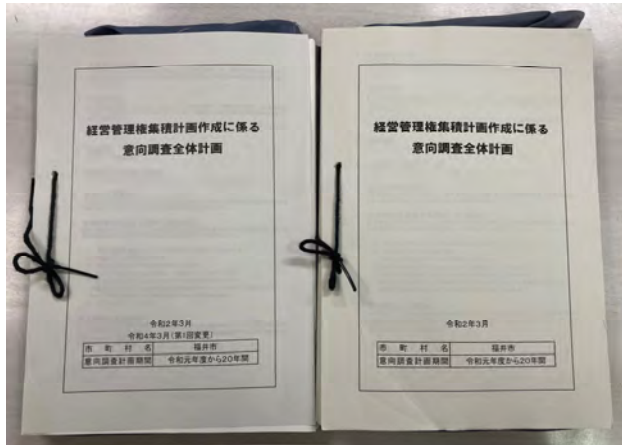 経営管理権集積計画作成に係る
意向調査全体計画
令和2年3月
令和4年3月(第1回変更)
市町村名 福井市
意向調査計画期間 令和元年度から20年間
経営管理権集積計画作成に係る
意向調査全体計画
令和2年3月
市町村名 福井市
意向調査計画期間 令和元年度から20年間